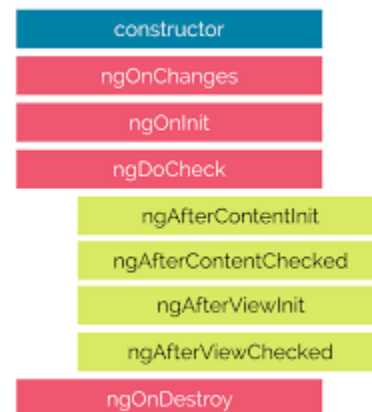 constructor
ngOnChanges
ngOnInit
ngDoCheck
ngAfterContentInit
ngAfterContentChecked
ngAfterViewInit
ngAfterViewChecked
ngOnDestroy